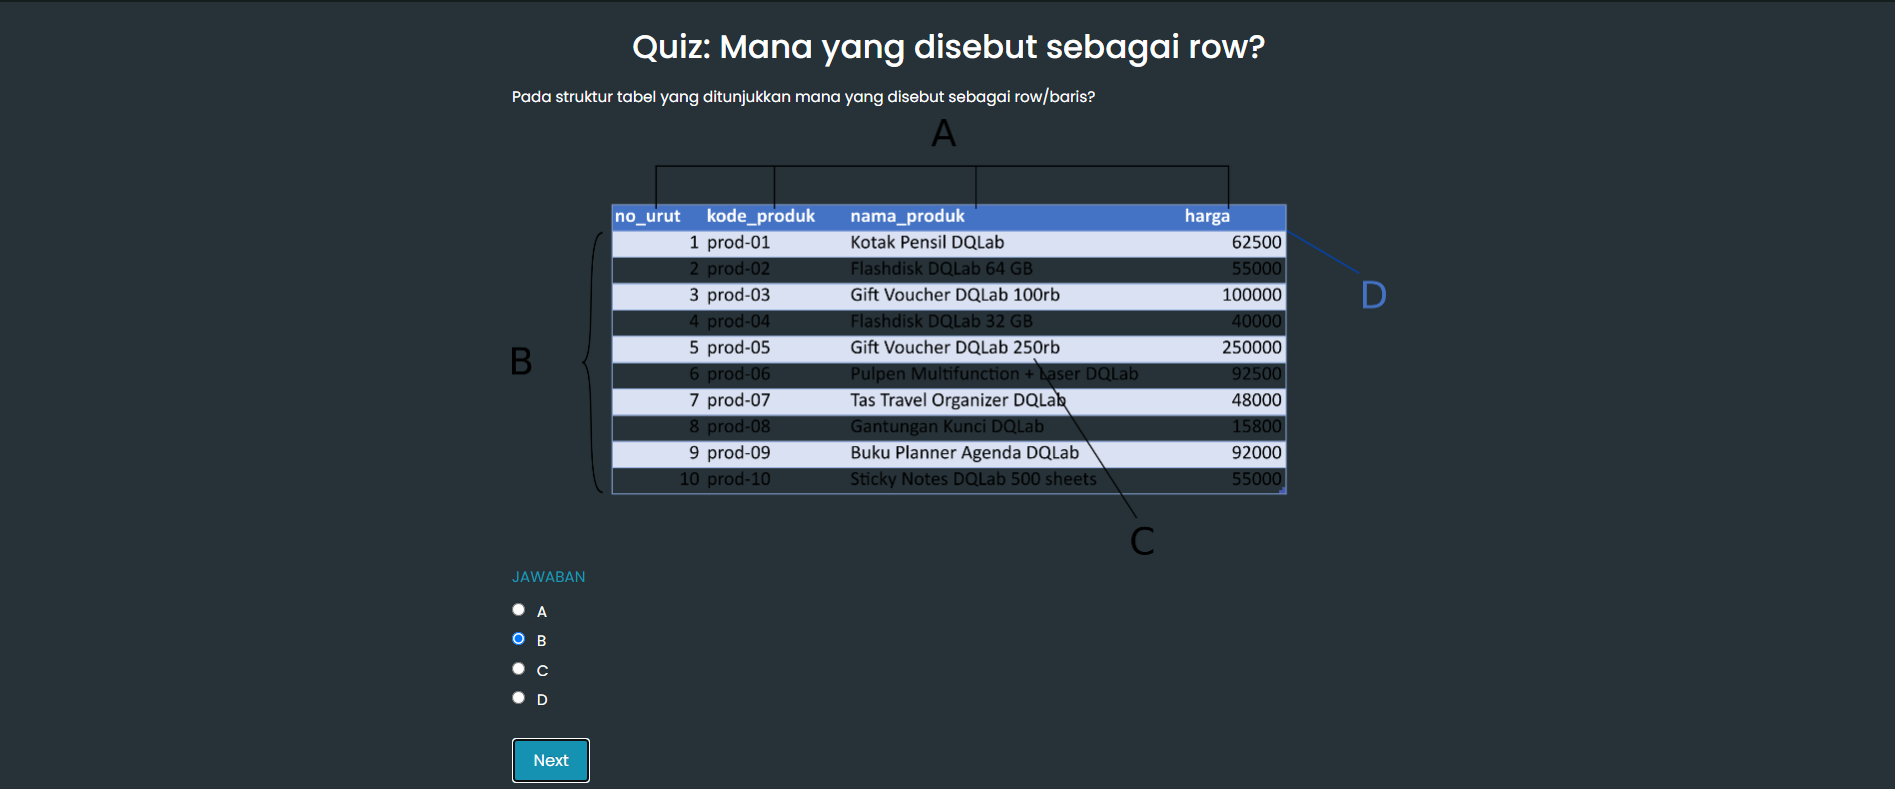 Quiz: Mana yang disebut sebagai row?
Pada struktur tabel yang ditunjukkan mana yang disebut sebagai row/baris?
A
no_urut kode_produk nama_produk harga
1 prod-01 Kotak Pensil DQLab 62500
2 prod-02 Flashdisk DQLab 64 GB 55000
3 prod-03 Gift Voucher DQLab 100rb 100000
4 prod-04 Flashdisk DQLab 32 GB 40000
5 prod-05 Gift Voucher DQLab 250rb 250000
6 prod-06 Pulpen Multifunction + Laser DQLab 92500
7 prod-07 Tas Travel Organizer DQLab 48000
8 prod-08 Gantungan Kunci DQLab 15800
9 prod-09 Buku Planner Agenda DQLab 92000
10 prod-10 Sticky Notes DQLab 500 sheets 55000
B
D
C
JAWABAN
A
B
C
D
Next